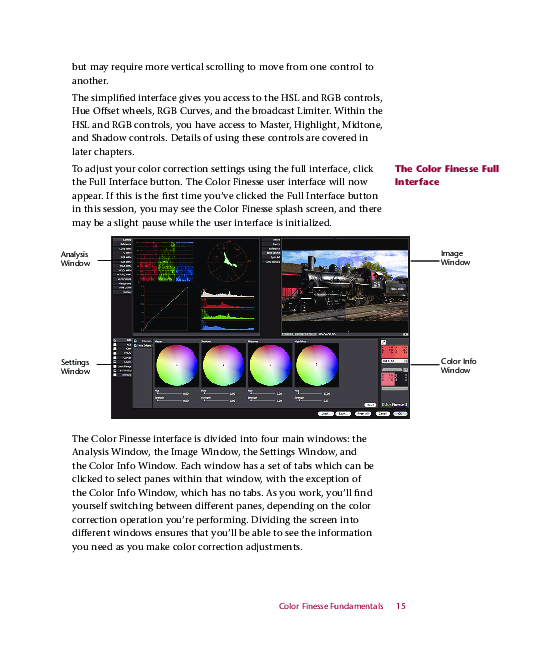 but may require more vertical scrolling to move from one control to
another.
The simplified interface gives you access to the HSL and RGB controls,
Hue Offset wheels, RGB Curves, and the broadcast Limiter. Within the
HSL and RGB controls, you have access to Master, Highlight, Midtone,
and Shadow controls. Details of using these controls are covered in
later chapters.
To adjust your color correction settings using the full interface, click
the Full Interface button. The Color Finesse user interface will now
appear. If this is the first time you've clicked the Full Interface button
in this session, you may see the Color Finesse splash screen, and there
may be a slight pause while the user interface is initialized.
The Color Finesse Full
Interface
Analysis
Window
Image
Window
Settings
Window
Color Info
Window
The Color Finesse interface is divided into four main windows: the
Analysis Window, the Image Window, the Settings Window, and
the Color Info Window. Each window has a set of tabs which can be
clicked to select panes within that window, with the exception of
the Color Info Window, which has no tabs. As you work, you'll find
yourself switching between different panes, depending on the color
correction operation you're performing. Dividing the screen into
different windows ensures that you'll be able to see the information
you need as you make color correction adjustments.
Color Finesse Fundamentals 15